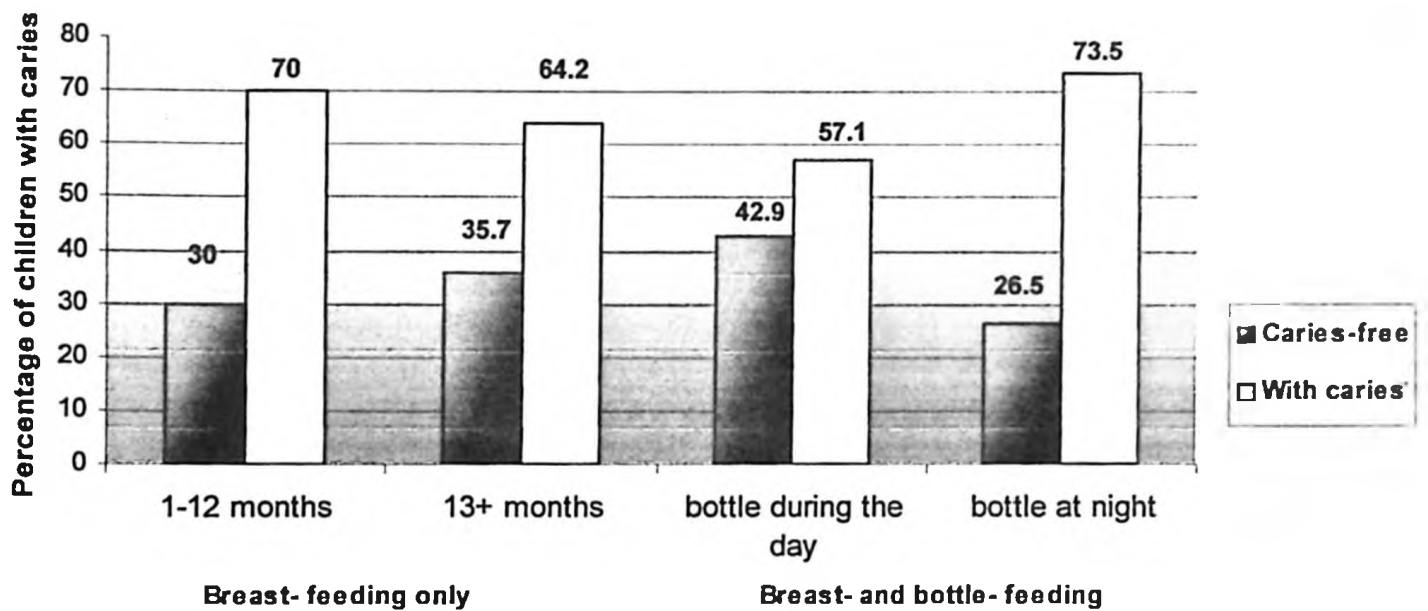 Percentage of children with caries
80
70
60
50
40
30
20
10
0
70
64.2
57.1
73.5
30
35.7
42.9
26.5
Caries-free
With caries
1-12 months
13+ months
bottle during the
day
bottle at night
Breast- feeding only
Breast- and bottle- feeding